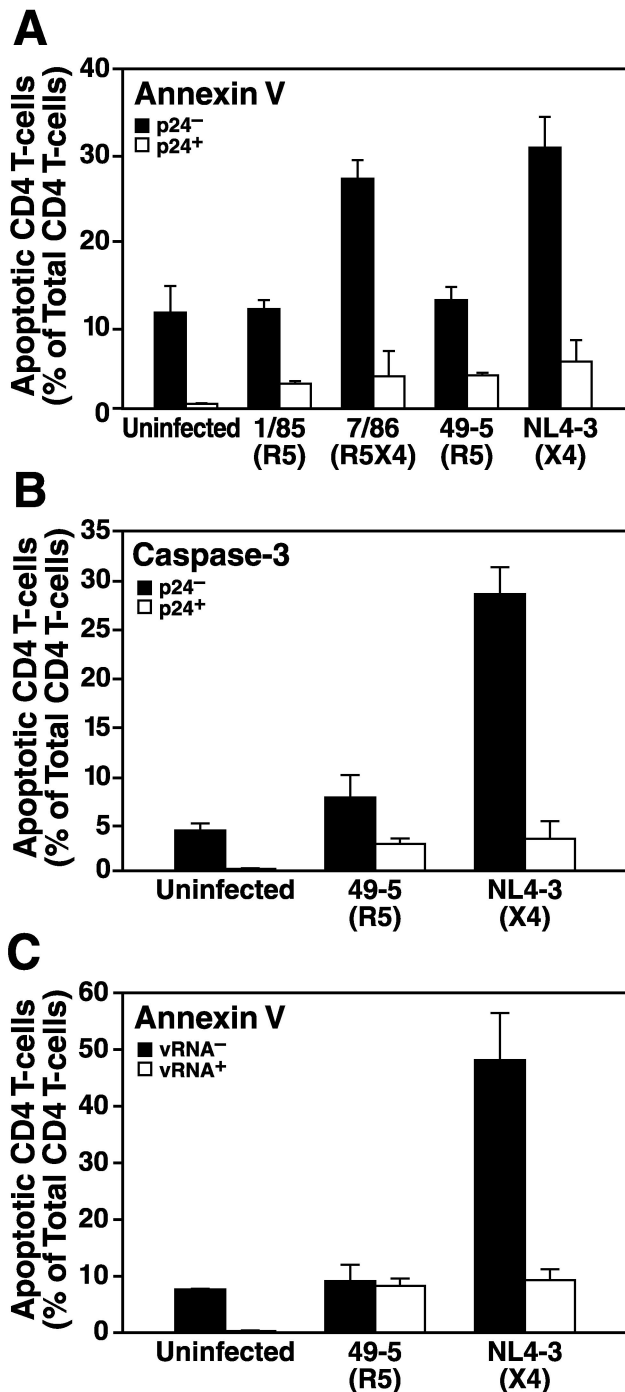 A
Apoptotic CD4 T-cells
(% of Total CD4 T-cells)
40
30
20
10
0
Annexin V
p24–
p24+
Uninfected 1/85 7/86 49-5 NL4-3
(R5) (R5X4) (R5) (X4)
B
Apoptotic CD4 T-cells
(% of Total CD4 T-cells)
35
30
25
20
15
10
5
0
Caspase-3
p24–
p24+
Uninfected 49-5 NL4-3
(R5) (X4)
C
Apoptotic CD4 T-cells
(% of Total CD4 T-cells)
60
50
40
30
20
10
0
Annexin V
vRNA–
vRNA+
Uninfected 49-5 NL4-3
(R5) (X4)